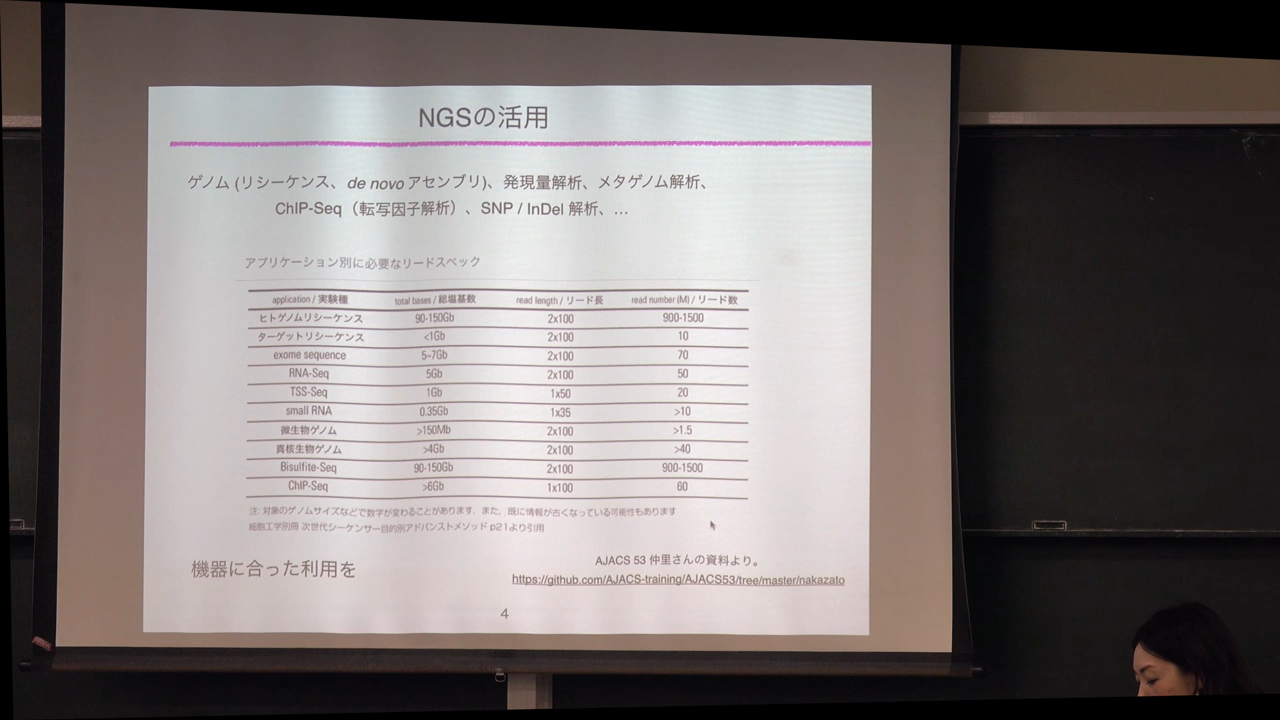 NGSの活用
ゲノム (リシーケンス、de novo アセンブリ)、発現量解析、メタゲノム解析、
ChIP-Seq（転写因子解析）、SNP / InDel 解析、…
アプリケーション別に必要なリードスペック
application / 実験種 total bases / 総塩基数 read length / リード長 read number (M) / リード数
ヒトゲノムリシーケンス 90-150Gb 2x100 900-1500
ターゲットリシーケンス <1Gb 2x100 10
exome sequence 5-7Gb 2x100 70
RNA-Seq 5Gb 2x100 50
TSS-Seq 1Gb 1x50 20
small RNA 0.35Gb 1x35 >10
微生物ゲノム >150Mb 2x100 >1.5
真核生物ゲノム >4Gb 2x100 >40
Bisulfite-Seq 90-150Gb 2x100 900-1500
ChIP-Seq >6Gb 1x100 60
注: 対象のゲノムサイズなどで数字が変わることがあります．また、既に情報が古くなっている可能性もあります
細胞工学別冊 次世代シーケンサー目的別アドバンストメソッド p21より引用
機器に合った利用を
AJACS 53 仲里さんの資料より。
https://github.com/AJACS-training/AJACS53/tree/master/nakazato
4